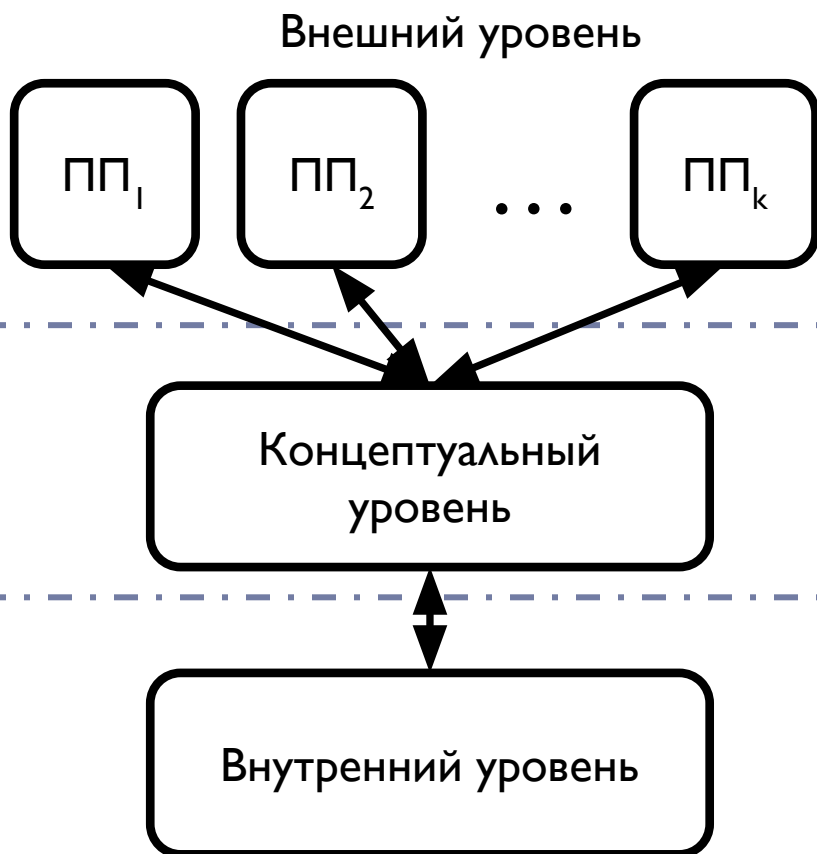 Внешний уровень
ПП1 ПП2 ... ППk
Концептуальный
уровень
Внутренний уровень